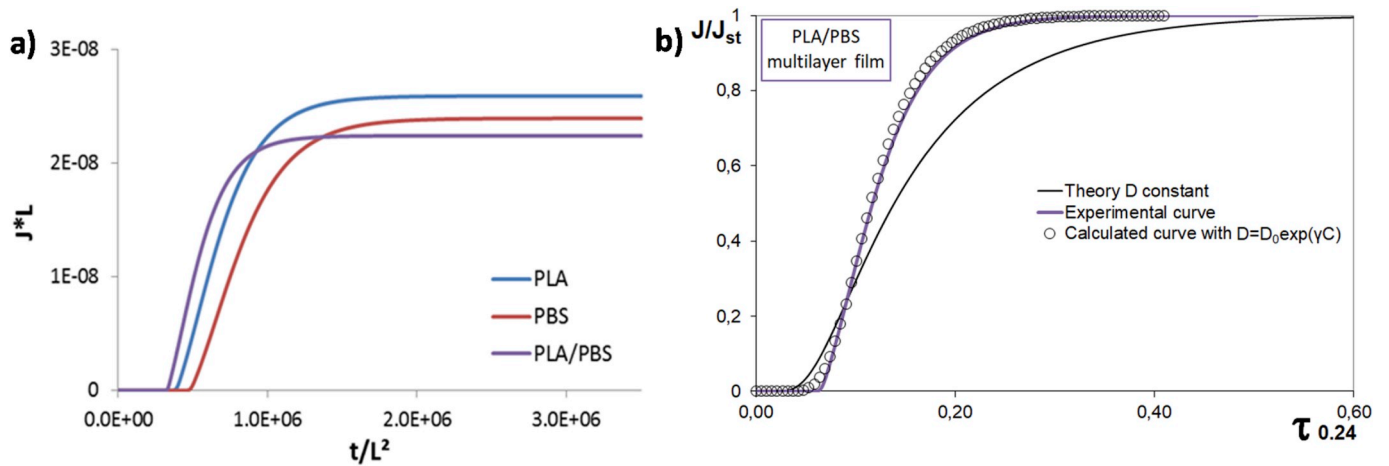 a)
3E-08
2E-08
1E-08
0
J*L
0.0E+00
1.0E+06
2.0E+06
3.0E+06
t/L²
PLA
PBS
PLA/PBS
b)
J/Jst
1
0,8
0,6
0,4
0,2
0
0,00
0,20
0,40
0,60
τ 0.24
PLA/PBS
multilayer film
Theory D constant
Experimental curve
Calculated curve with D=D₀exp(γC)